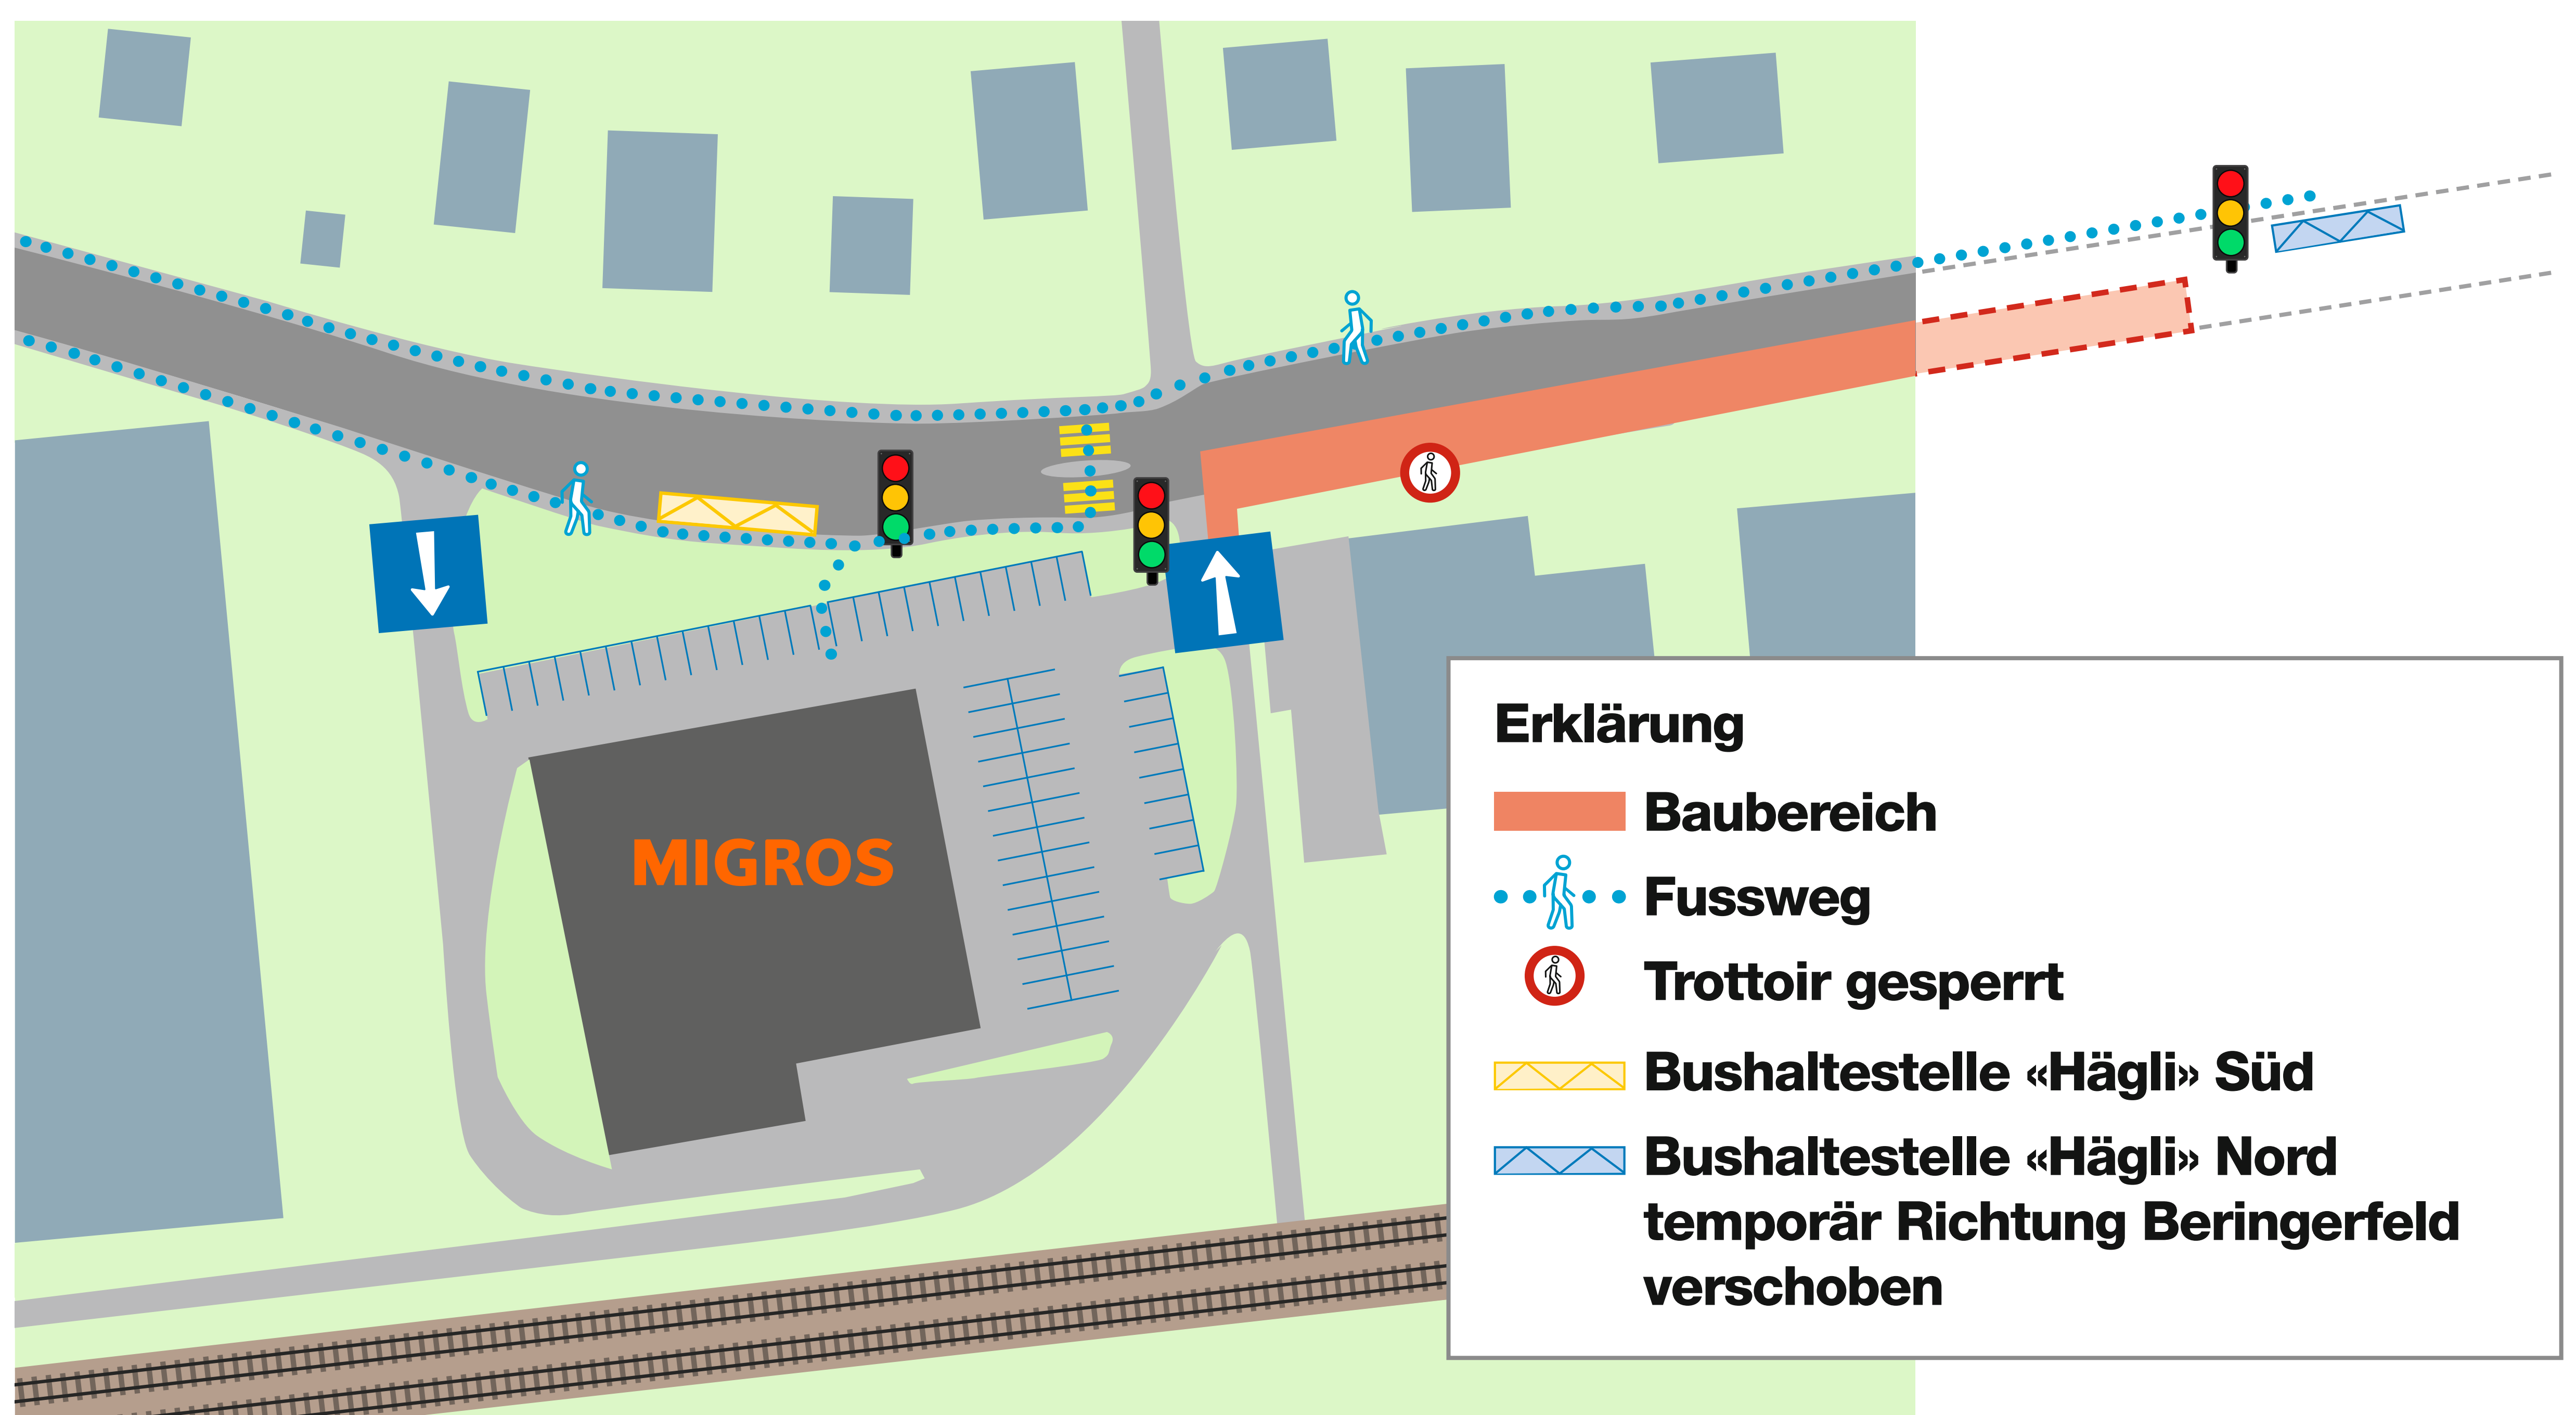 MIGROS
Erklärung
Baubereich
Fussweg
Trottoir gesperrt
Bushaltestelle «Hägli» Süd
Bushaltestelle «Hägli» Nord
temporär Richtung Beringerfeld
verschoben